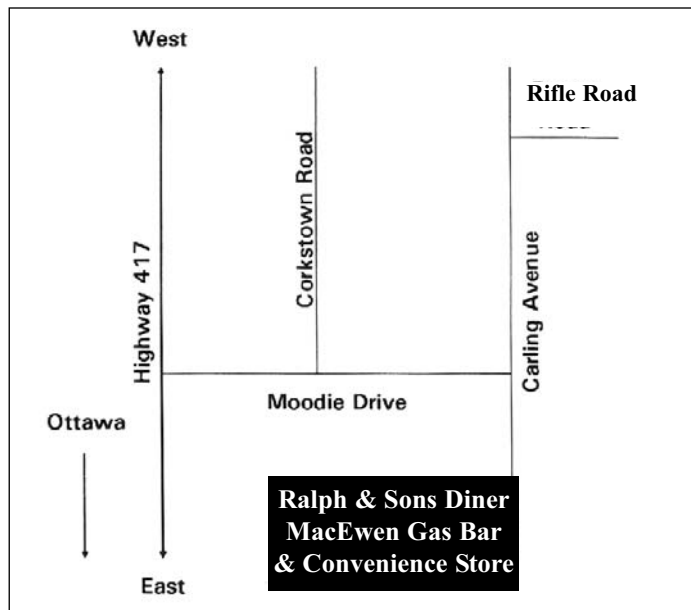 West
Rifle Road
Corkstown Road
Highway 417
Carling Avenue
Moodie Drive
Ottawa
Ralph & Sons Diner
MacEwen Gas Bar
& Convenience Store
East